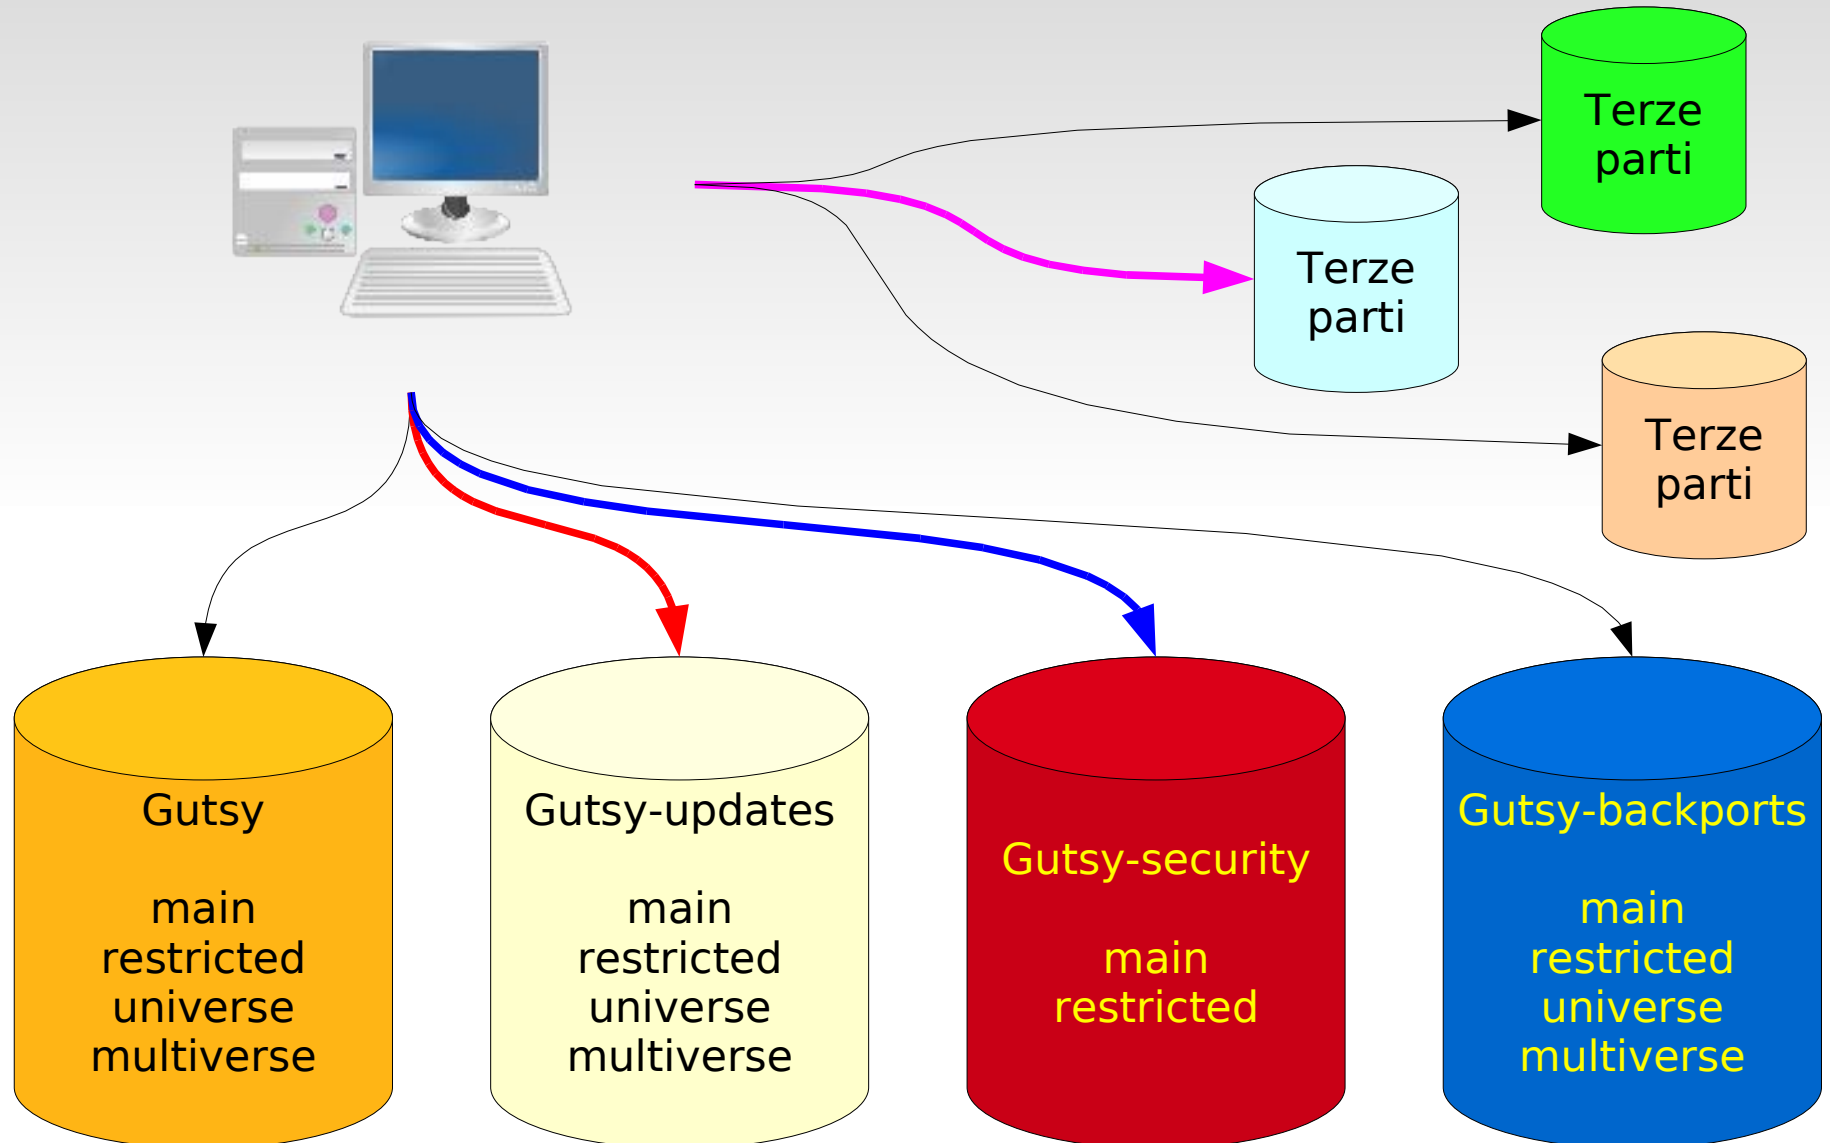 Terze
parti
Terze
parti
Terze
parti
Gutsy
main
restricted
universe
multiverse
Gutsy-updates
main
restricted
universe
multiverse
Gutsy-security
main
restricted
Gutsy-backports
main
restricted
universe
multiverse